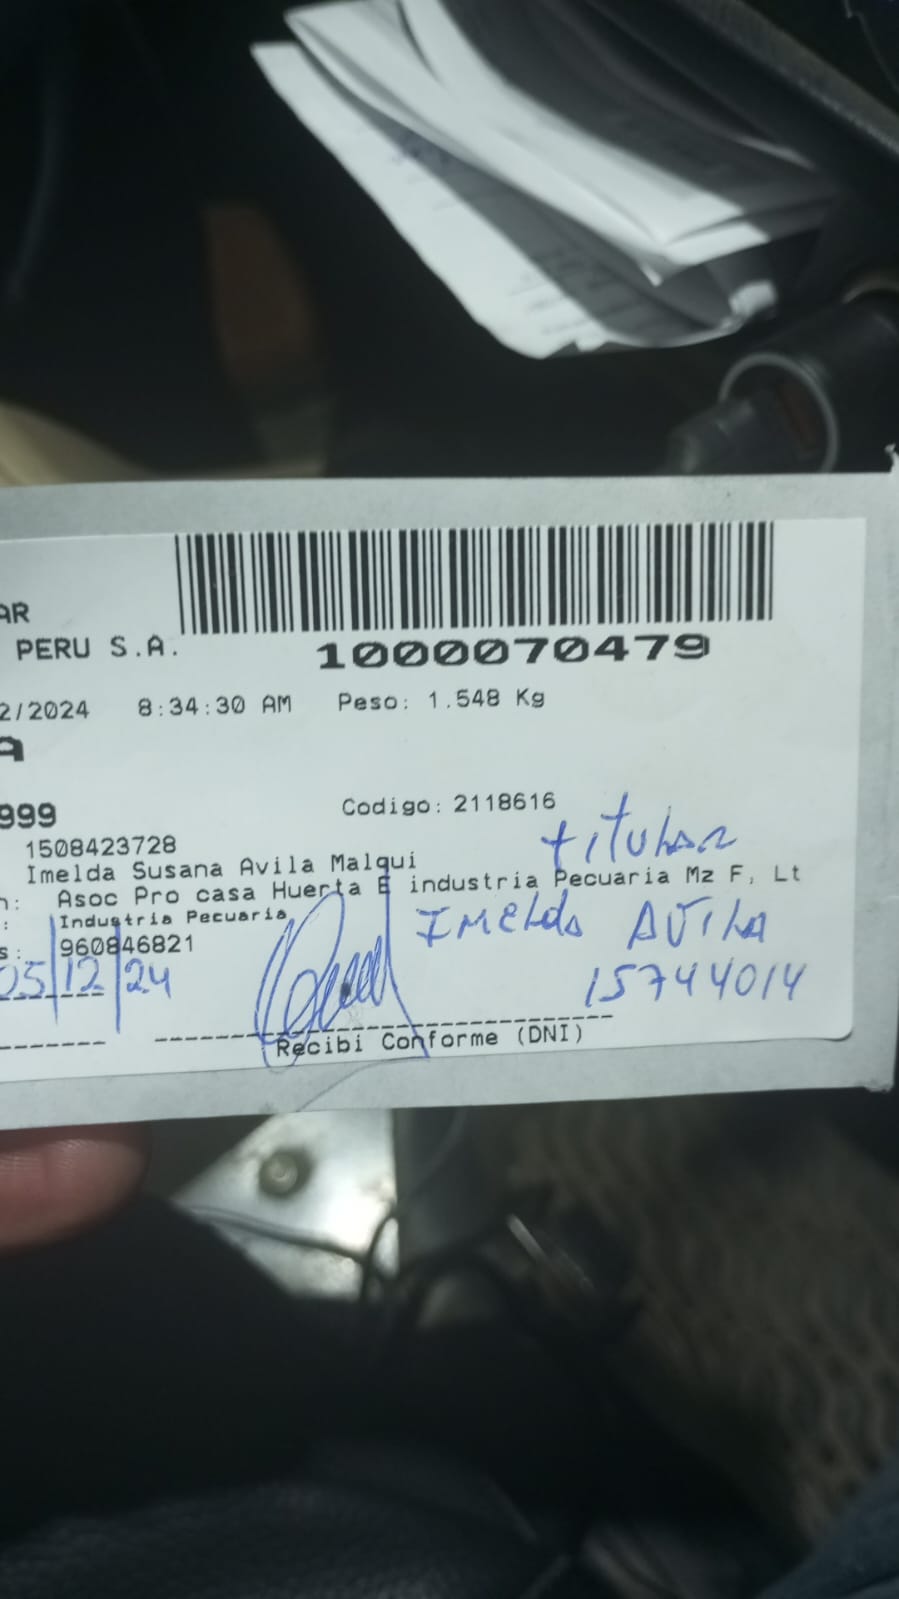 AR
PERU S.A.
1000070479
2/2024 8:34:30 AM Peso: 1.548 Kg
A
999
Codigo: 2118616
1508423728
titular
Imelda Susana Avila Malqui
n: Asoc Pro casa Huerta E industria Pecuaria Mz F, Lt
: Industria Pecuaria
Imelda AVILA
s: 960846821
05/12/24
15744014
Recibi Conforme (DNI)